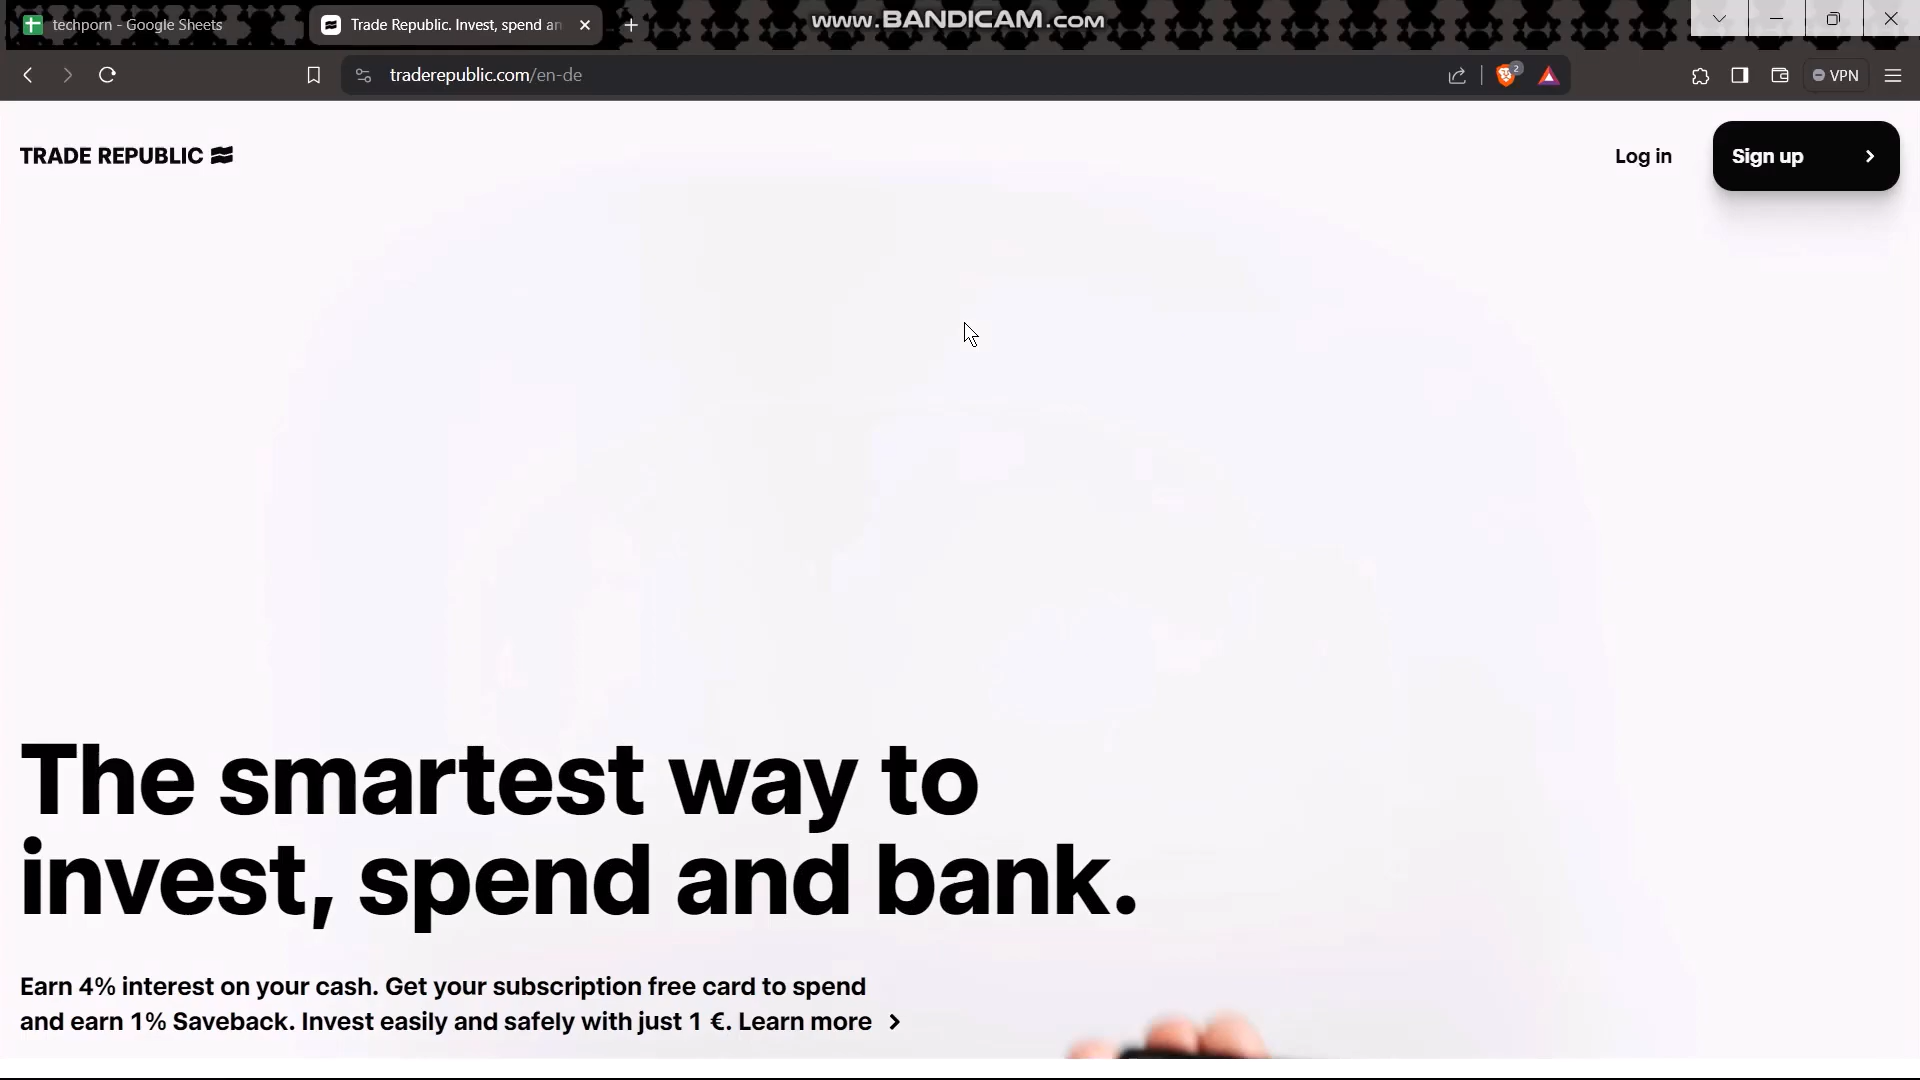 techporn - Google Sheets
Trade Republic. Invest, spend an
www.BANDICAM.com
traderepublic.com/en-de
2
VPN
TRADE REPUBLIC
Log in
Sign up
The smartest way to
invest, spend and bank.
Earn 4% interest on your cash. Get your subscription free card to spend
and earn 1% Saveback. Invest easily and safely with just 1 €. Learn more